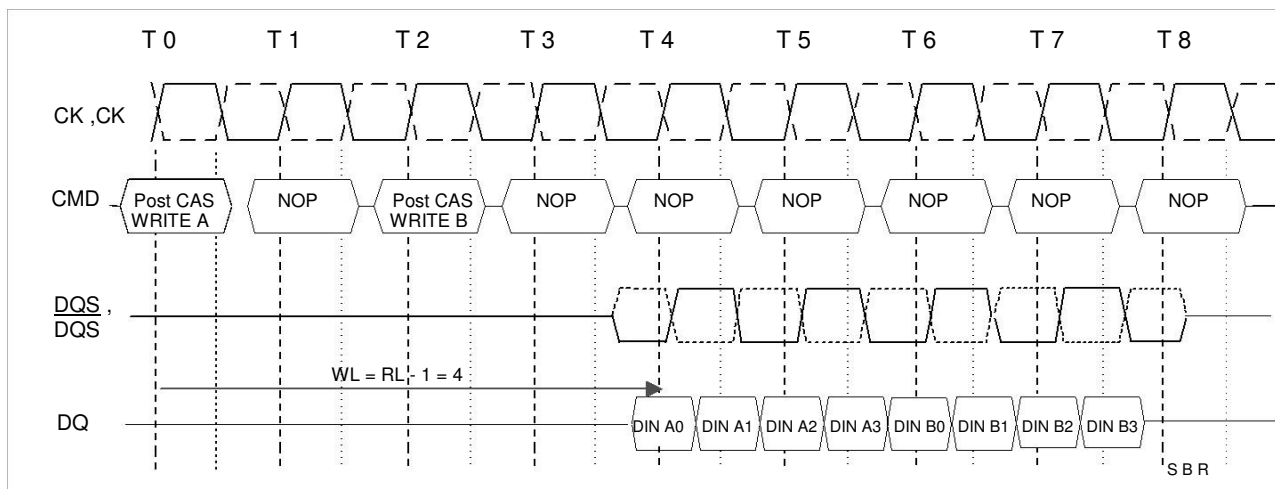 T 0 T 1 T 2 T 3 T 4 T 5 T 6 T 7 T 8
CK ,CK
CMD
Post CAS
WRITE A
NOP
Post CAS
WRITE B
NOP
NOP
NOP
NOP
NOP
NOP
DQS ,
DQS
WL = RL - 1 = 4
DQ
DIN A0 DIN A1 DIN A2 DIN A3 DIN B0 DIN B1 DIN B2 DIN B3
S B R